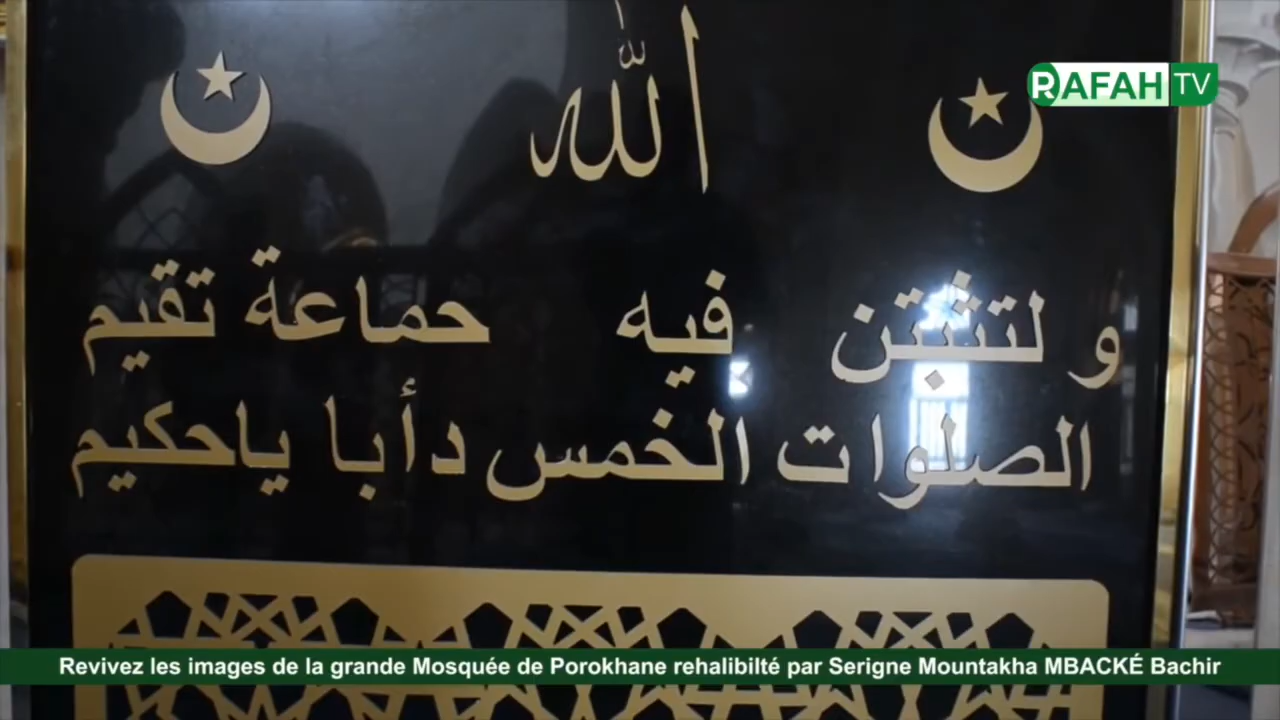 الله
RAFAH TV
و لتثبتن فيه حماعة تقيم
الصلوات الخمس دأبا ياحكيم
Revivez les images de la grande Mosquée de Porokhane rehalibilté par Serigne Mountakha MBACKÉ Bachir